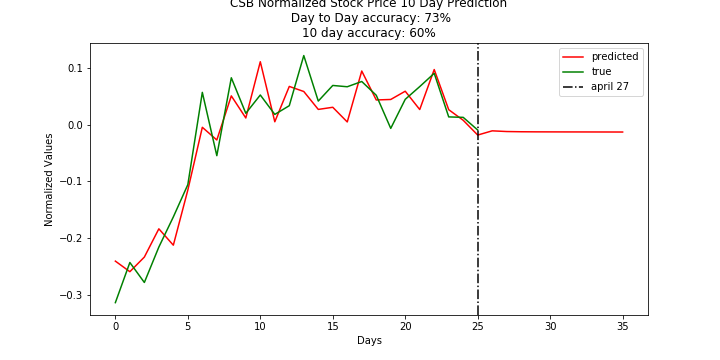 CSB Normalized Stock Price 10 Day Prediction
Day to Day accuracy: 73%
10 day accuracy: 60%
predicted
true
april 27
Normalized Values
0.1
0.0
−0.1
−0.2
−0.3
0 5 10 15 20 25 30 35
Days